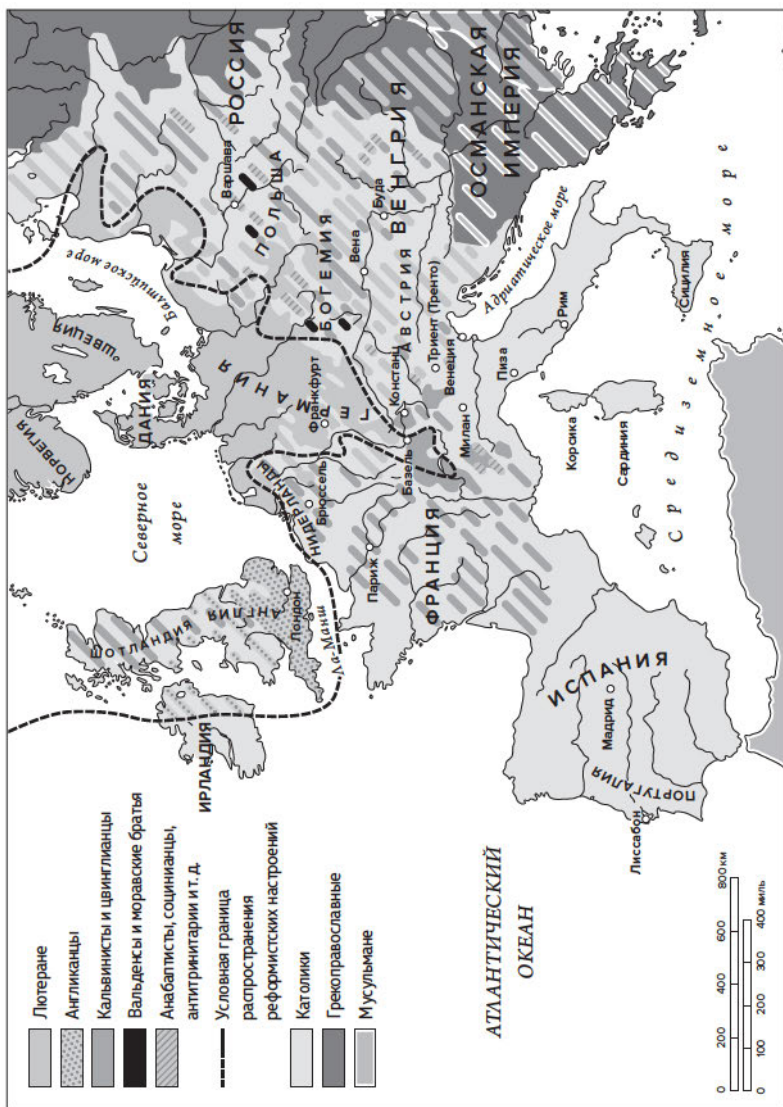 Лютеране
Англиканцы
Кальвинисты и цвинглианцы
Вальденсы и моравские братья
Анабаптисты, социнианцы,
антитринитарии и т. д.
Условная граница
распространения
реформистских настроений
Католики
Грекоправославные
Мусульмане
АТЛАНТИЧЕСКИЙ
ОКЕАН
0 200 400 600 800 км
0 100 200 300 400 миль
НОРВЕГИЯ
ШВЕЦИЯ
ДАНИЯ
Северное
море
Балтийское море
ШОТЛАНДИЯ
АНГЛИЯ
Лондон
ИРЛАНДИЯ
Ла-Манш
НИДЕРЛАНДЫ
Брюссель
ГЕРМАНИЯ
Франкфурт
РОССИЯ
Варшава
ПОЛЬША
БОГЕМИЯ
Вена
Буда
ВЕНГРИЯ
АВСТРИЯ
Констанц
Базель
Триент (Тренто)
Венеция
Милан
Париж
ФРАНЦИЯ
ОСМАНСКАЯ
ИМПЕРИЯ
Адриатическое море
Пиза
Рим
Корсика
Сардиния
Сицилия
Средиземное море
ИСПАНИЯ
Мадрид
ПОРТУГАЛИЯ
Лиссабон